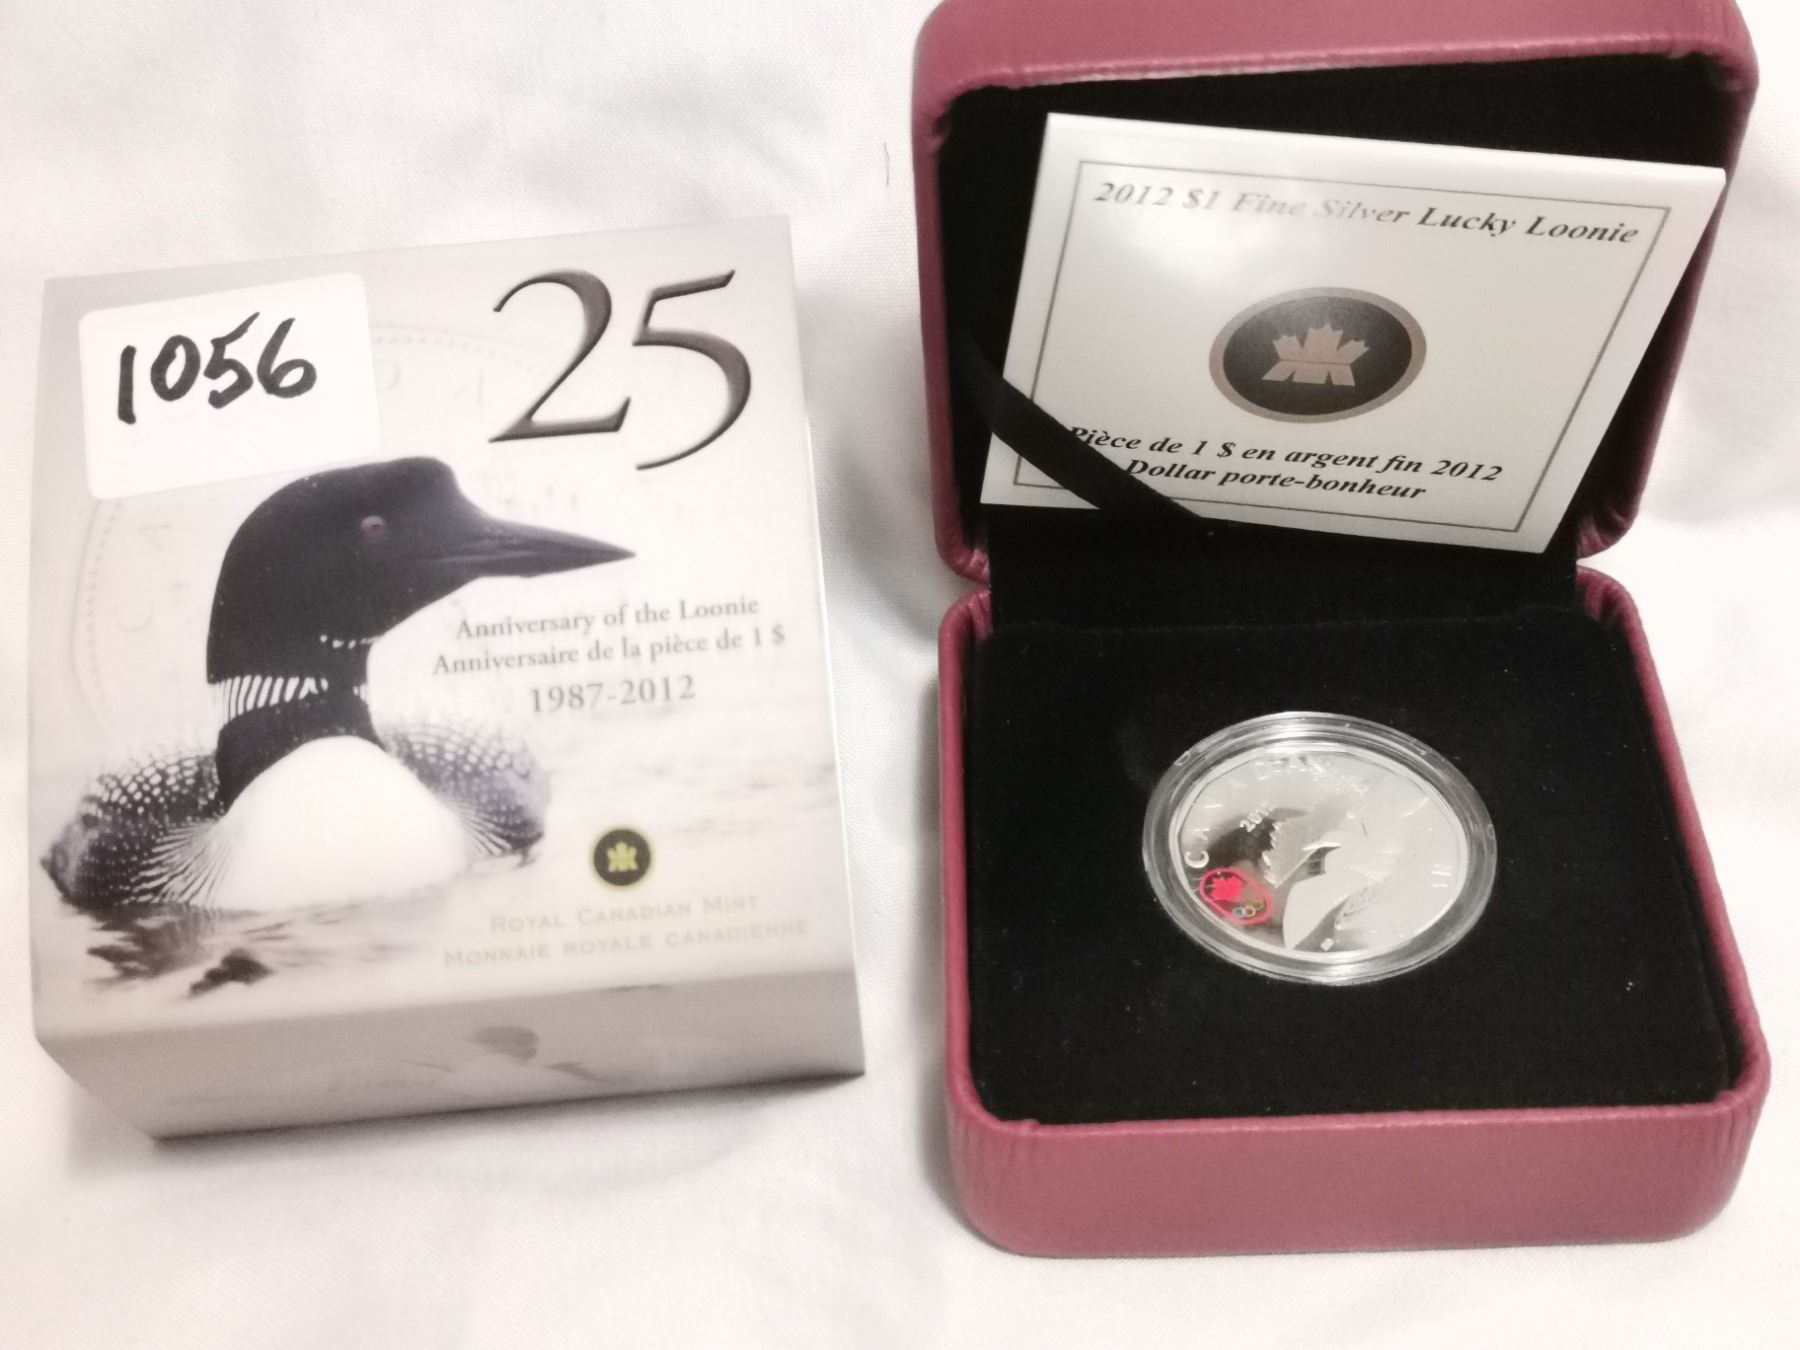 1056
25
Anniversary of the Loonie
Anniversaire de la pièce de 1 $
1987-2012
ROYAL CANADIAN MINT
MONNAIE ROYALE CANADIENNE
2012 $1 Fine Silver Lucky Loonie
Pièce de 1 $ en argent fin 2012
Dollar porte-bonheur
CANADA